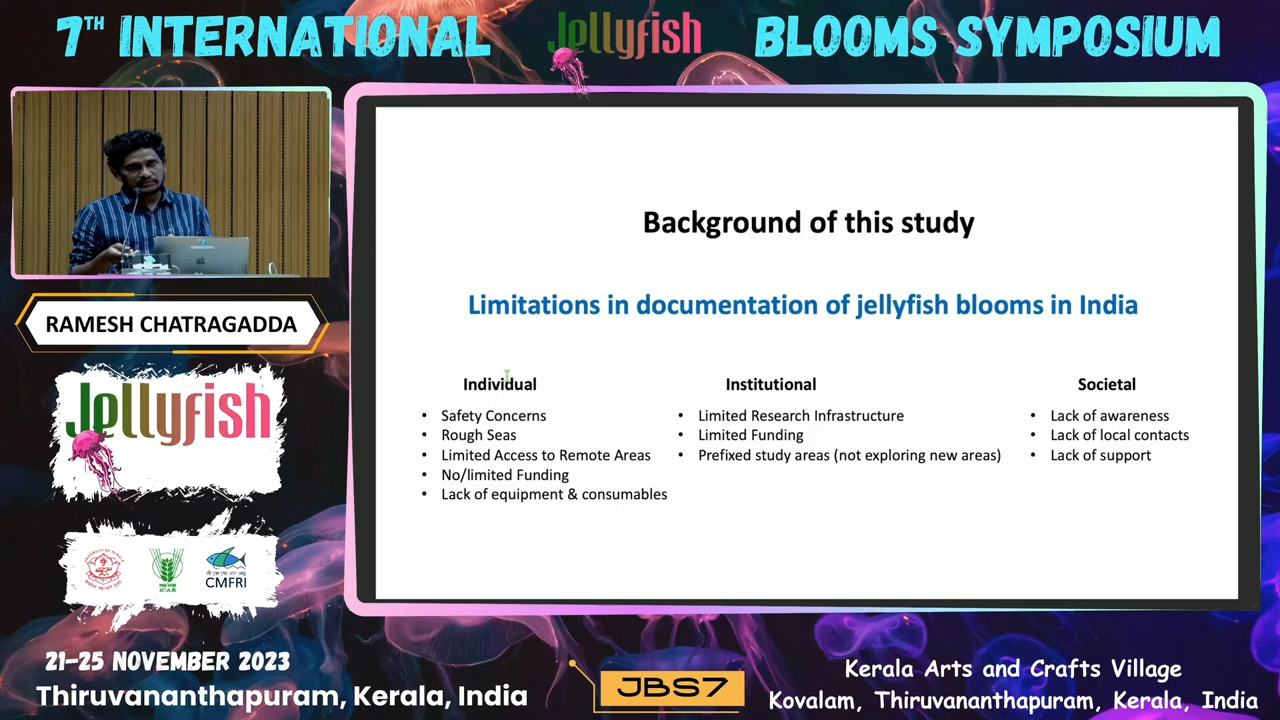 7TH INTERNATIONAL Jellyfish BLOOMS SYMPOSIUM
RAMESH CHATRAGADDA
Jellyfish
ICAR
CMFRI
21-25 NOVEMBER 2023
Thiruvananthapuram, Kerala, India
Background of this study
Limitations in documentation of jellyfish blooms in India
Individual
• Safety Concerns
• Rough Seas
• Limited Access to Remote Areas
• No/limited Funding
• Lack of equipment & consumables
Institutional
• Limited Research Infrastructure
• Limited Funding
• Prefixed study areas (not exploring new areas)
Societal
• Lack of awareness
• Lack of local contacts
• Lack of support
JBS7
Kerala Arts and Crafts Village
Kovalam, Thiruvananthapuram, Kerala, India